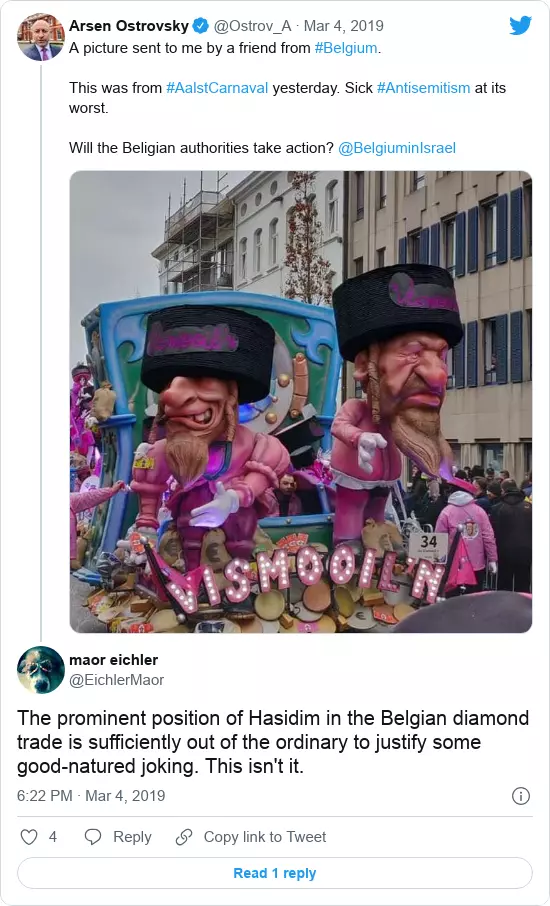 Arsen Ostrovsky @Ostrov_A · Mar 4, 2019
A picture sent to me by a friend from #Belgium.
This was from #AalstCarnaval yesterday. Sick #Antisemitism at its
worst.
Will the Beligian authorities take action? @BelgiuminIsrael
34
VISMOOIL'N
maor eichler
@EichlerMaor
The prominent position of Hasidim in the Belgian diamond
trade is sufficiently out of the ordinary to justify some
good-natured joking. This isn't it.
6:22 PM · Mar 4, 2019
4 Reply Copy link to Tweet
Read 1 reply